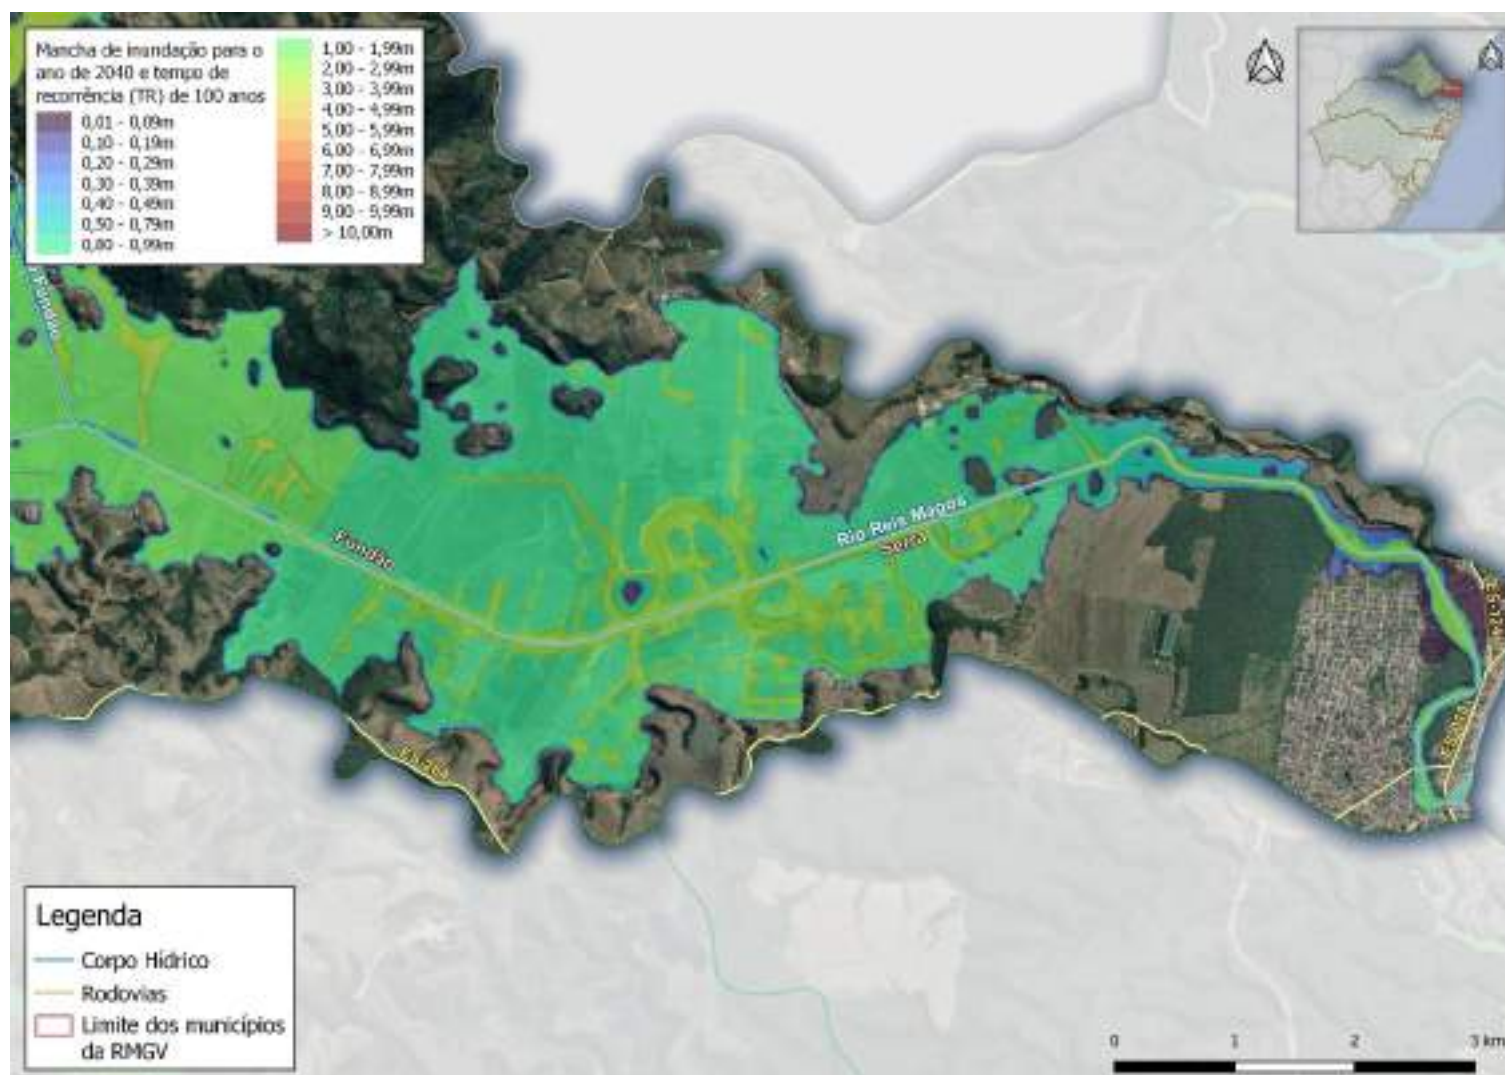 Mancha de inundação para o
ano de 2040 e tempo de
recorrência (TR) de 100 anos
0,01 - 0,09m
0,10 - 0,19m
0,20 - 0,29m
0,30 - 0,39m
0,40 - 0,49m
0,50 - 0,79m
0,80 - 0,99m
1,00 - 1,99m
2,00 - 2,99m
3,00 - 3,99m
4,00 - 4,99m
5,00 - 5,99m
6,00 - 6,99m
7,00 - 7,99m
8,00 - 8,99m
9,00 - 9,99m
> 10,00m
Fundão
Fundão
Rio Reis Magos
Serra
ES-124
Legenda
Corpo Hídrico
Rodovias
Limite dos municípios
da RMGV
0
1
2
3 km